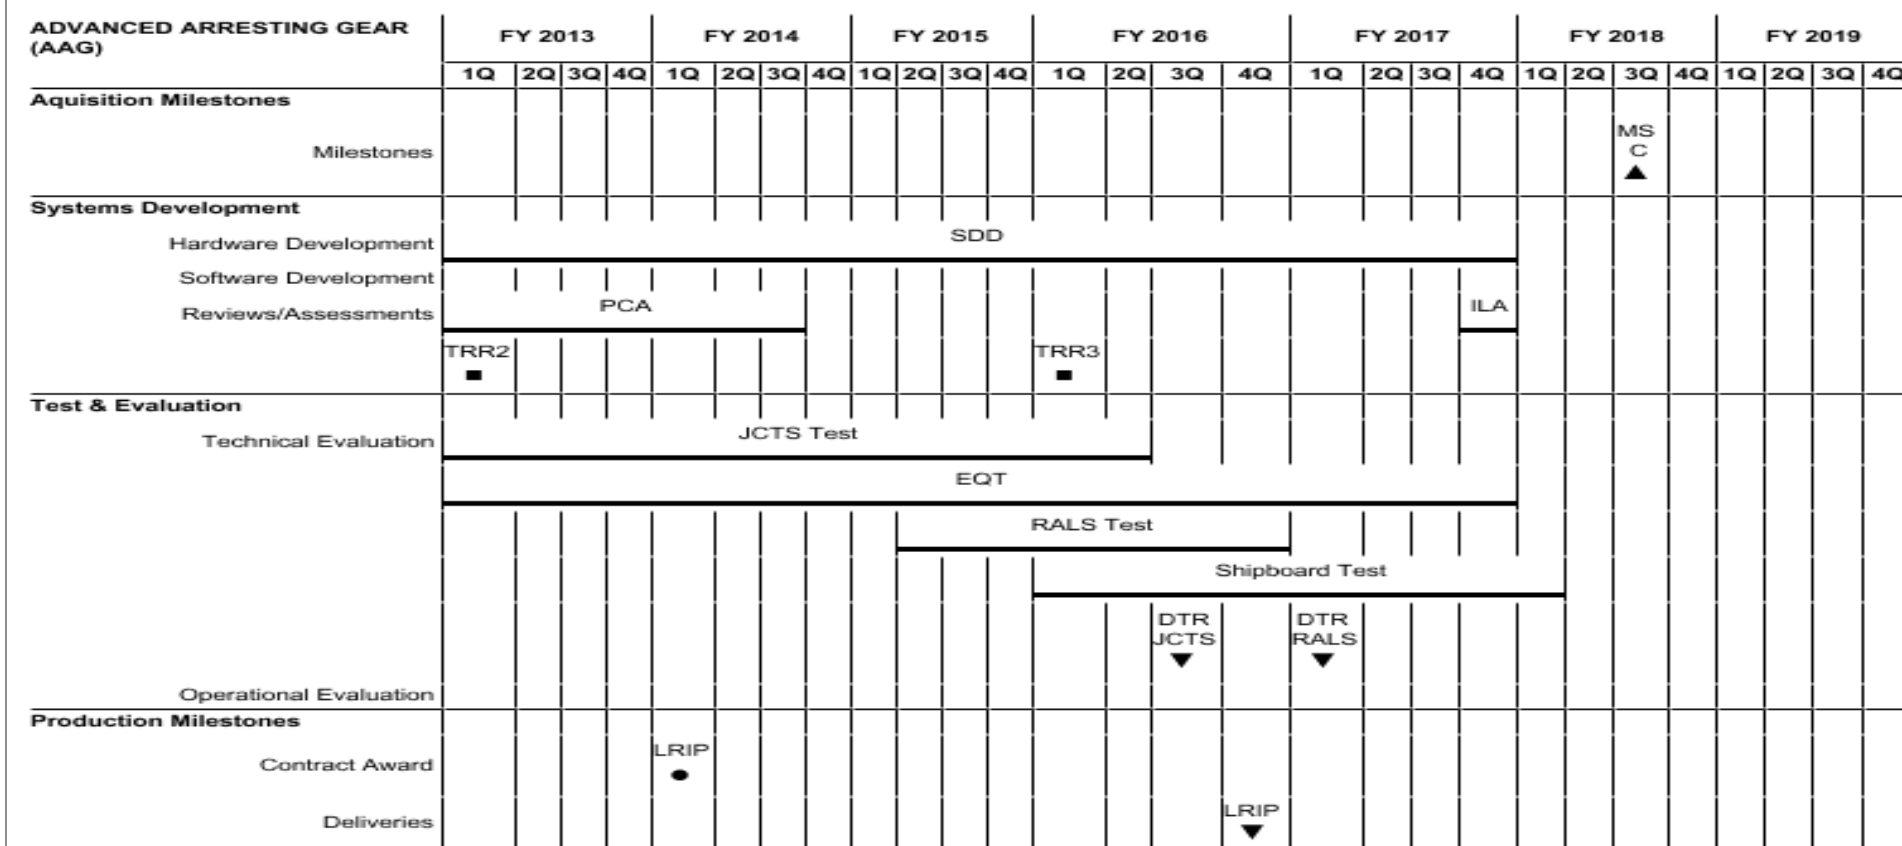 ADVANCED ARRESTING GEAR
(AAG)
FY 2013 FY 2014 FY 2015 FY 2016 FY 2017 FY 2018 FY 2019
1Q 2Q 3Q 4Q 1Q 2Q 3Q 4Q 1Q 2Q 3Q 4Q 1Q 2Q 3Q 4Q 1Q 2Q 3Q 4Q 1Q 2Q 3Q 4Q 1Q 2Q 3Q 4Q
Aquisition Milestones
Milestones
MS
C
Systems Development
Hardware Development
SDD
Software Development
Reviews/Assessments
PCA ILA
TRR2 TRR3
Test & Evaluation
Technical Evaluation
JCTS Test
EQT
RALS Test
Shipboard Test
DTR DTR
JCTS RALS
Operational Evaluation
Production Milestones
Contract Award
LRIP
Deliveries
LRIP